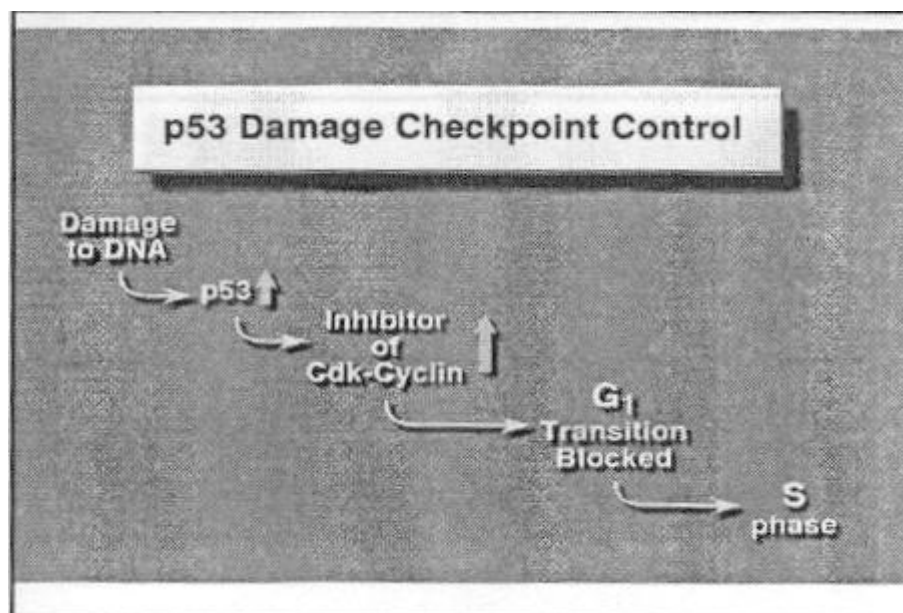 p53 Damage Checkpoint Control
Damage
to DNA
p53
Inhibitor
of
Cdk-Cyclin
G1
Transition
Blocked
S
phase